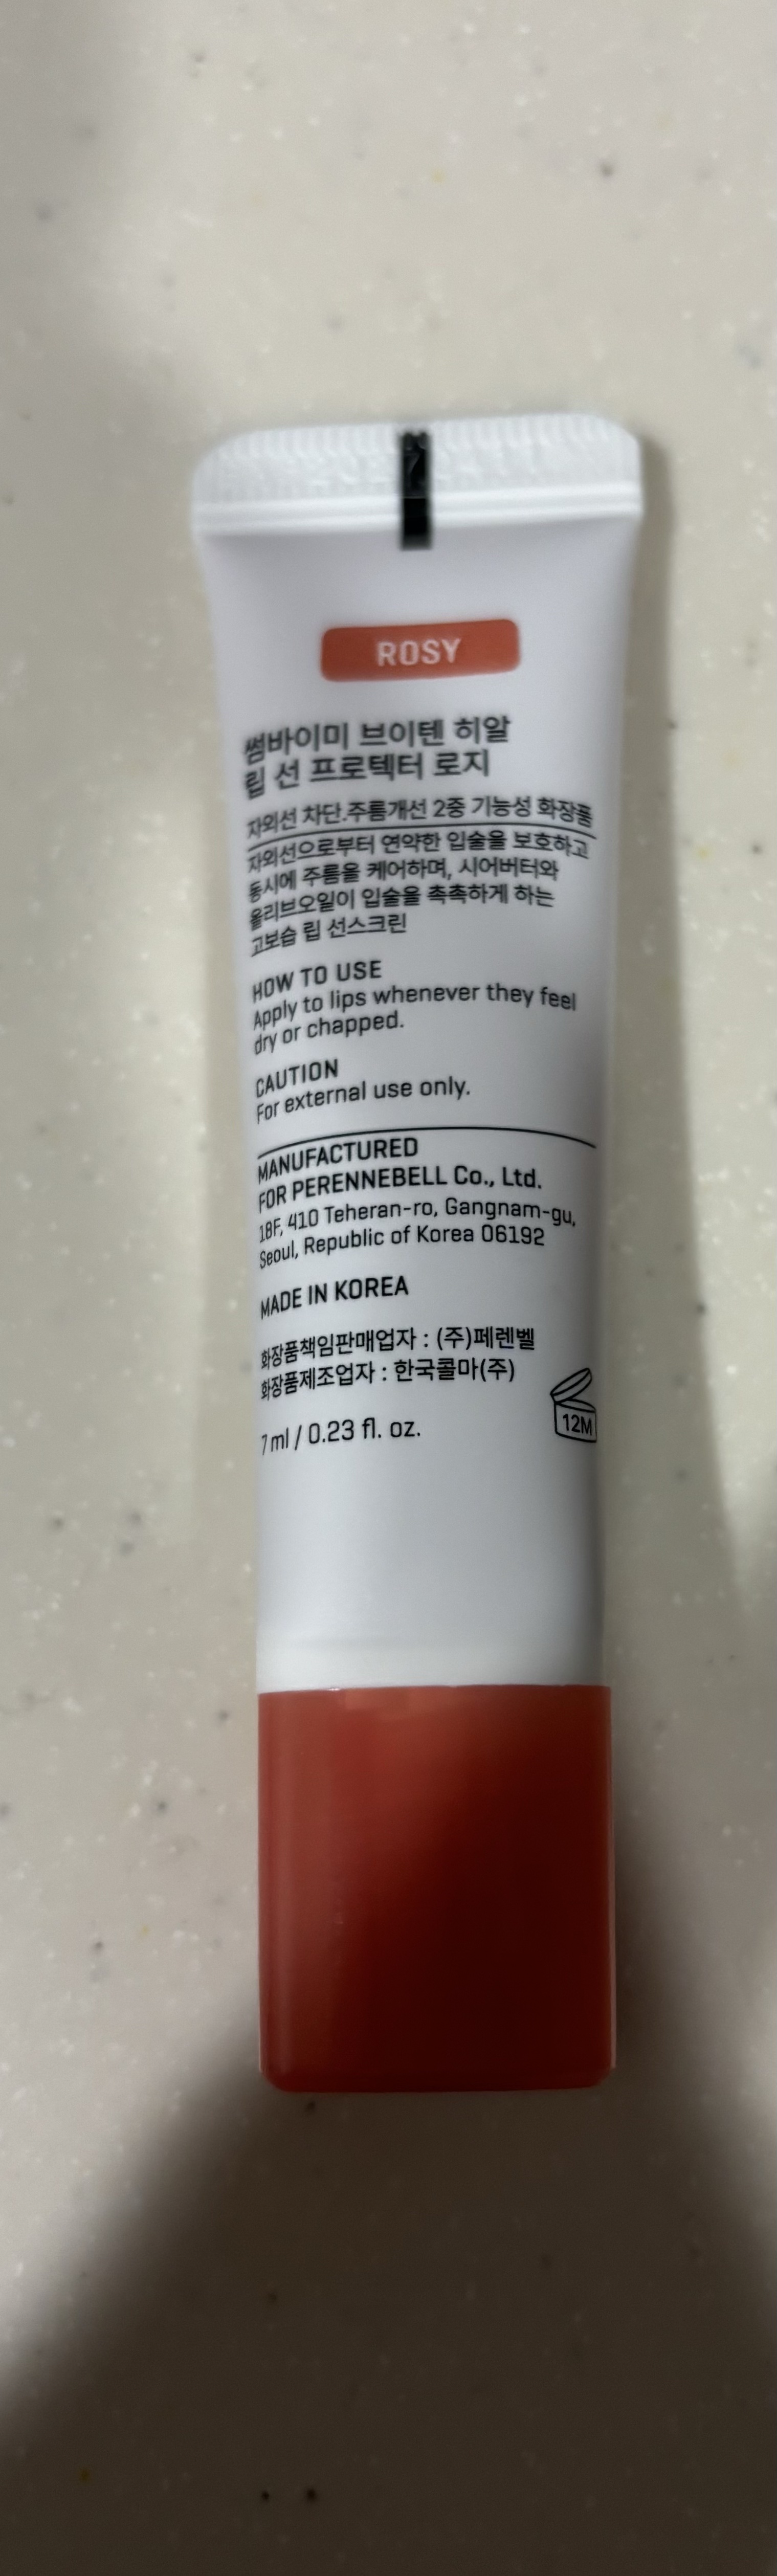 ROSY
썸바이미 브이텐 히알
립 선 프로텍터 로지
자외선 차단.주름개선 2중 기능성 화장품
자외선으로부터 연약한 입술을 보호하고
동시에 주름을 케어하며, 시어버터와
올리브오일이 입술을 촉촉하게 하는
고보습 립 선스크린
HOW TO USE
Apply to lips whenever they feel
dry or chapped.
CAUTION
For external use only.
MANUFACTURED
FOR PERENNEBELL Co., Ltd.
18F, 410 Teheran-ro, Gangnam-gu,
Seoul, Republic of Korea 06192
MADE IN KOREA
화장품책임판매업자 : (주)페렌벨
화장품제조업자 : 한국콜마(주)
12M
7 ml / 0.23 fl. oz.